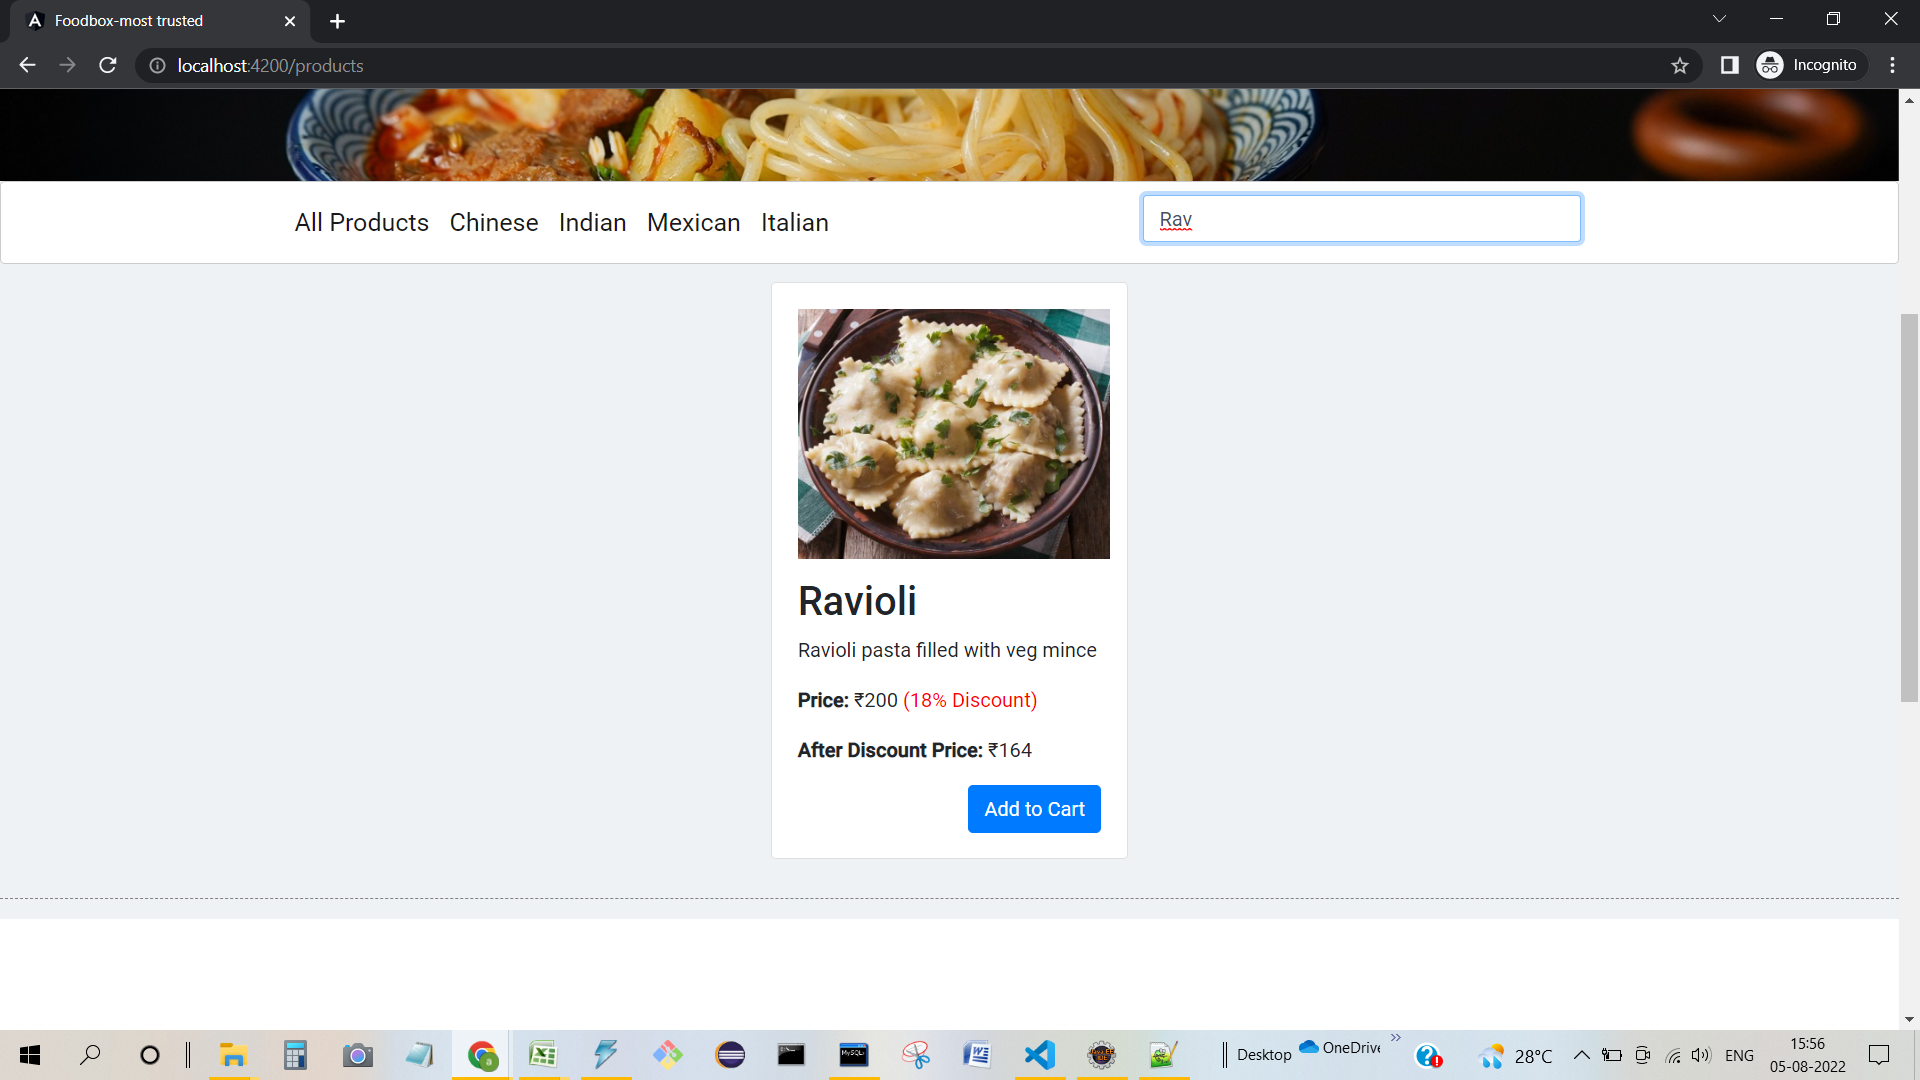 Foodbox-most trusted
localhost:4200/products
Incognito
All Products Chinese Indian Mexican Italian
Rav
Ravioli
Ravioli pasta filled with veg mince
Price: ₹200 (18% Discount)
After Discount Price: ₹164
Add to Cart
MySQL
Desktop
OneDrive
28°C
ENG
15:56
05-08-2022